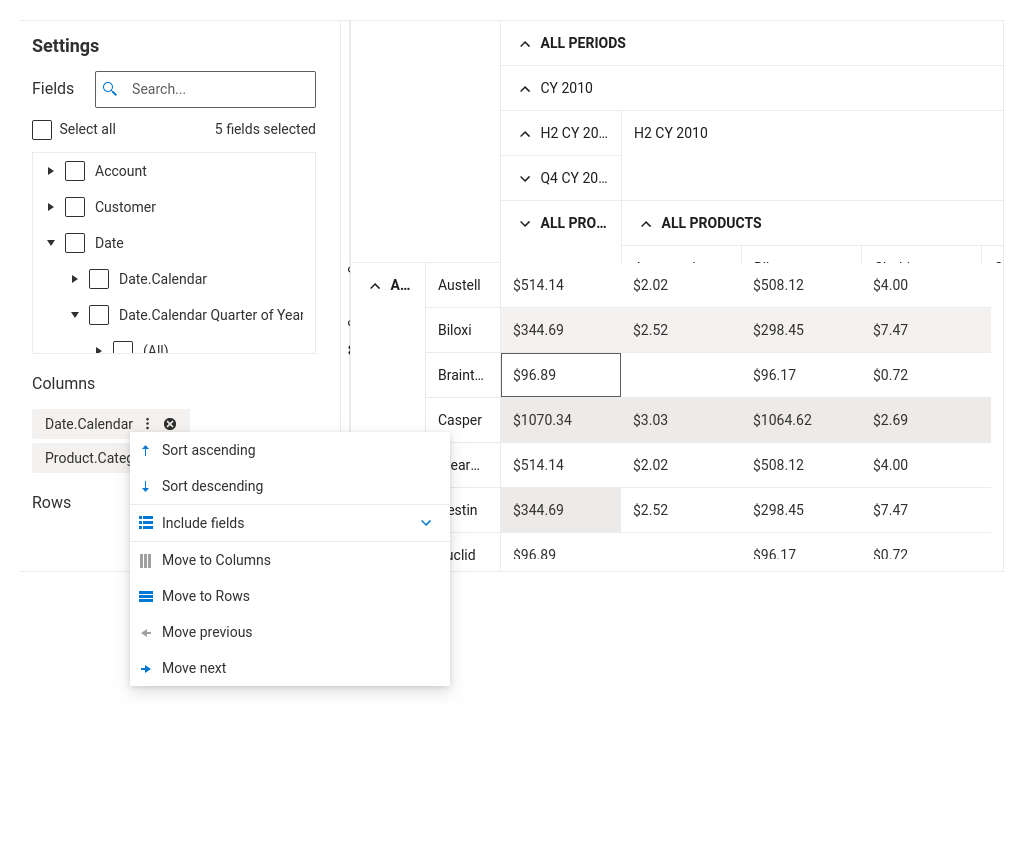 Settings
Fields
Search...
Select all
5 fields selected
Account
Customer
Date
Date.Calendar
Date.Calendar Quarter of Year
(All)
Columns
Date.Calendar
Product.Categ
Rows
Sort ascending
Sort descending
Include fields
Move to Columns
Move to Rows
Move previous
Move next
ALL PERIODS
CY 2010
H2 CY 20... H2 CY 2010
Q4 CY 20...
ALL PRO... ALL PRODUCTS
A... Austell $514.14 $2.02 $508.12 $4.00
Biloxi $344.69 $2.52 $298.45 $7.47
Braint... $96.89 $96.17 $0.72
Casper $1070.34 $3.03 $1064.62 $2.69
ear... $514.14 $2.02 $508.12 $4.00
estin $344.69 $2.52 $298.45 $7.47
uclid $96.89 $96.17 $0.72